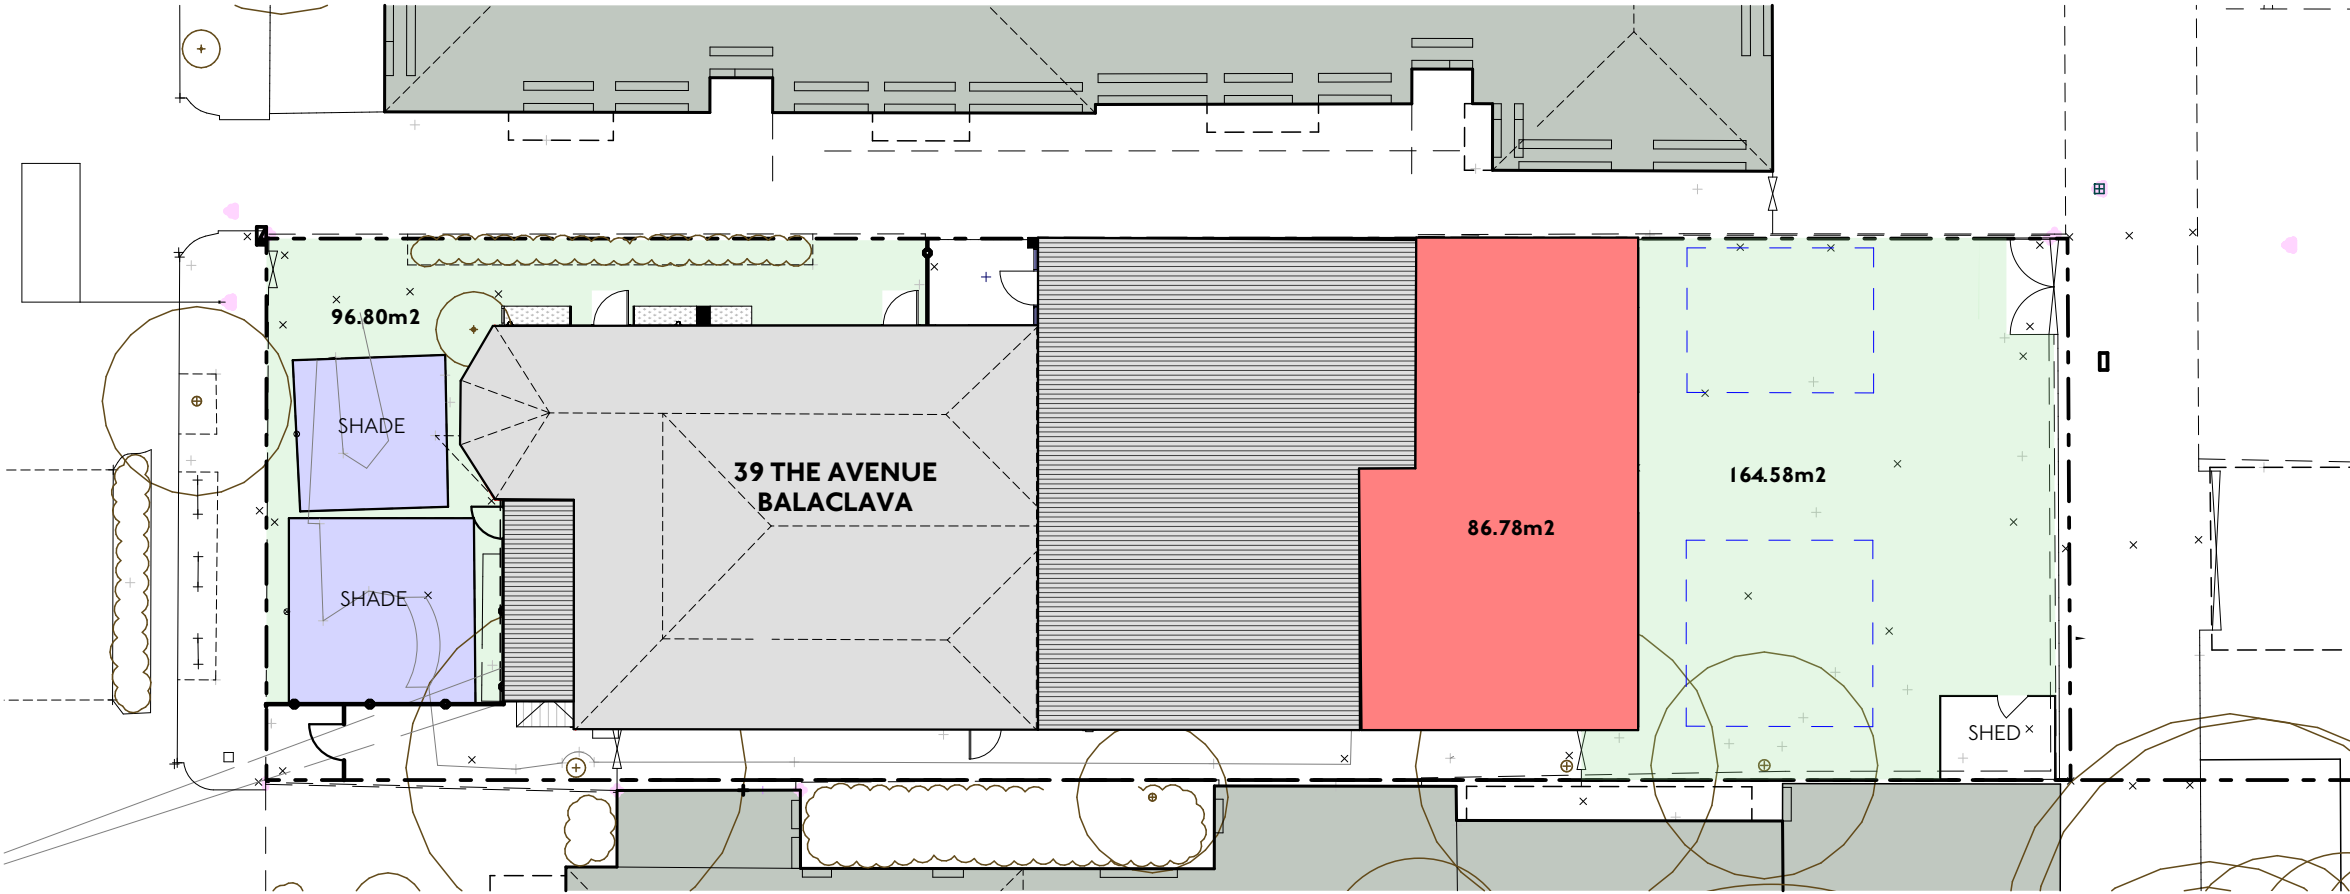 96.80m2
SHADE
39 THE AVENUE
BALACLAVA
164.58m2
86.78m2
SHADE
SHED